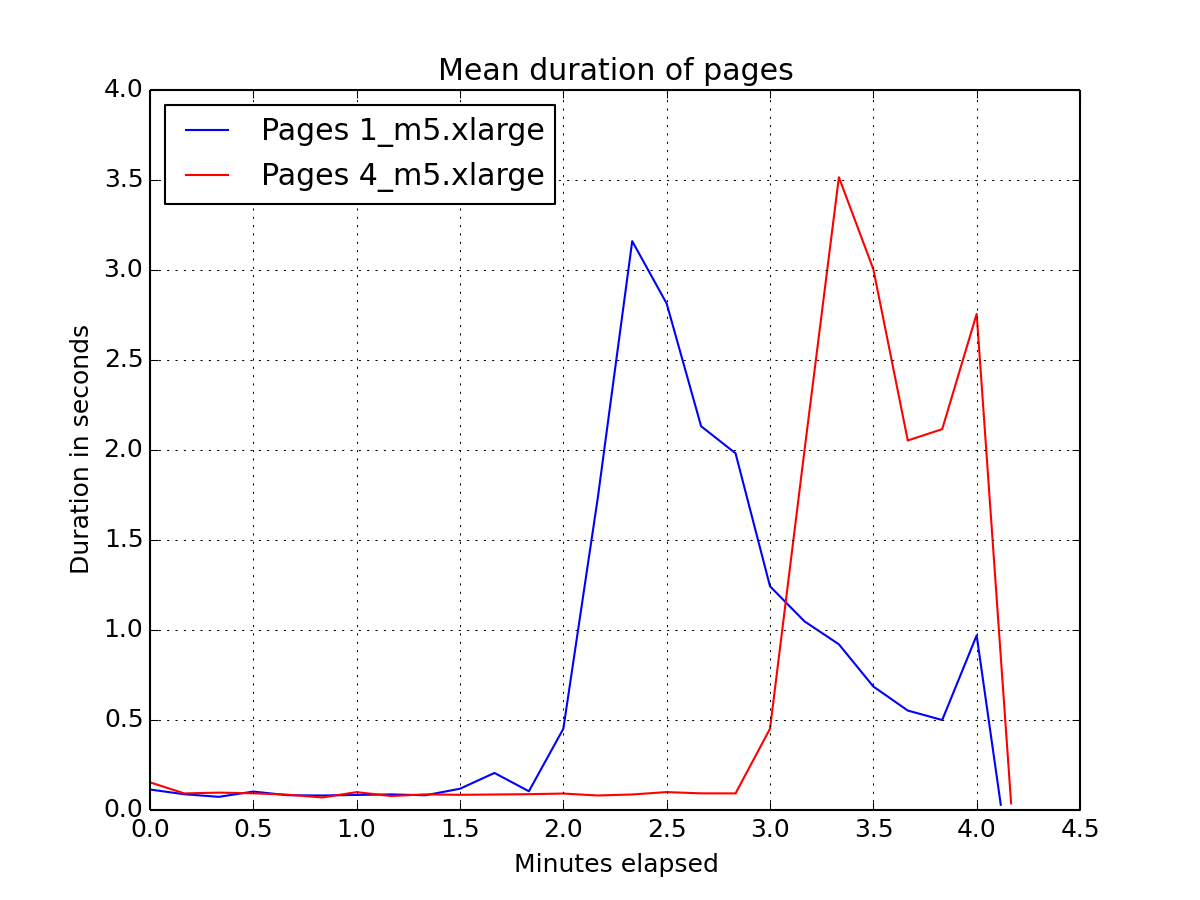 Mean duration of pages
Pages 1_m5.xlarge
Pages 4_m5.xlarge
4.0
3.5
3.0
2.5
2.0
1.5
1.0
0.5
0.0
Duration in seconds
0.0 0.5 1.0 1.5 2.0 2.5 3.0 3.5 4.0 4.5
Minutes elapsed